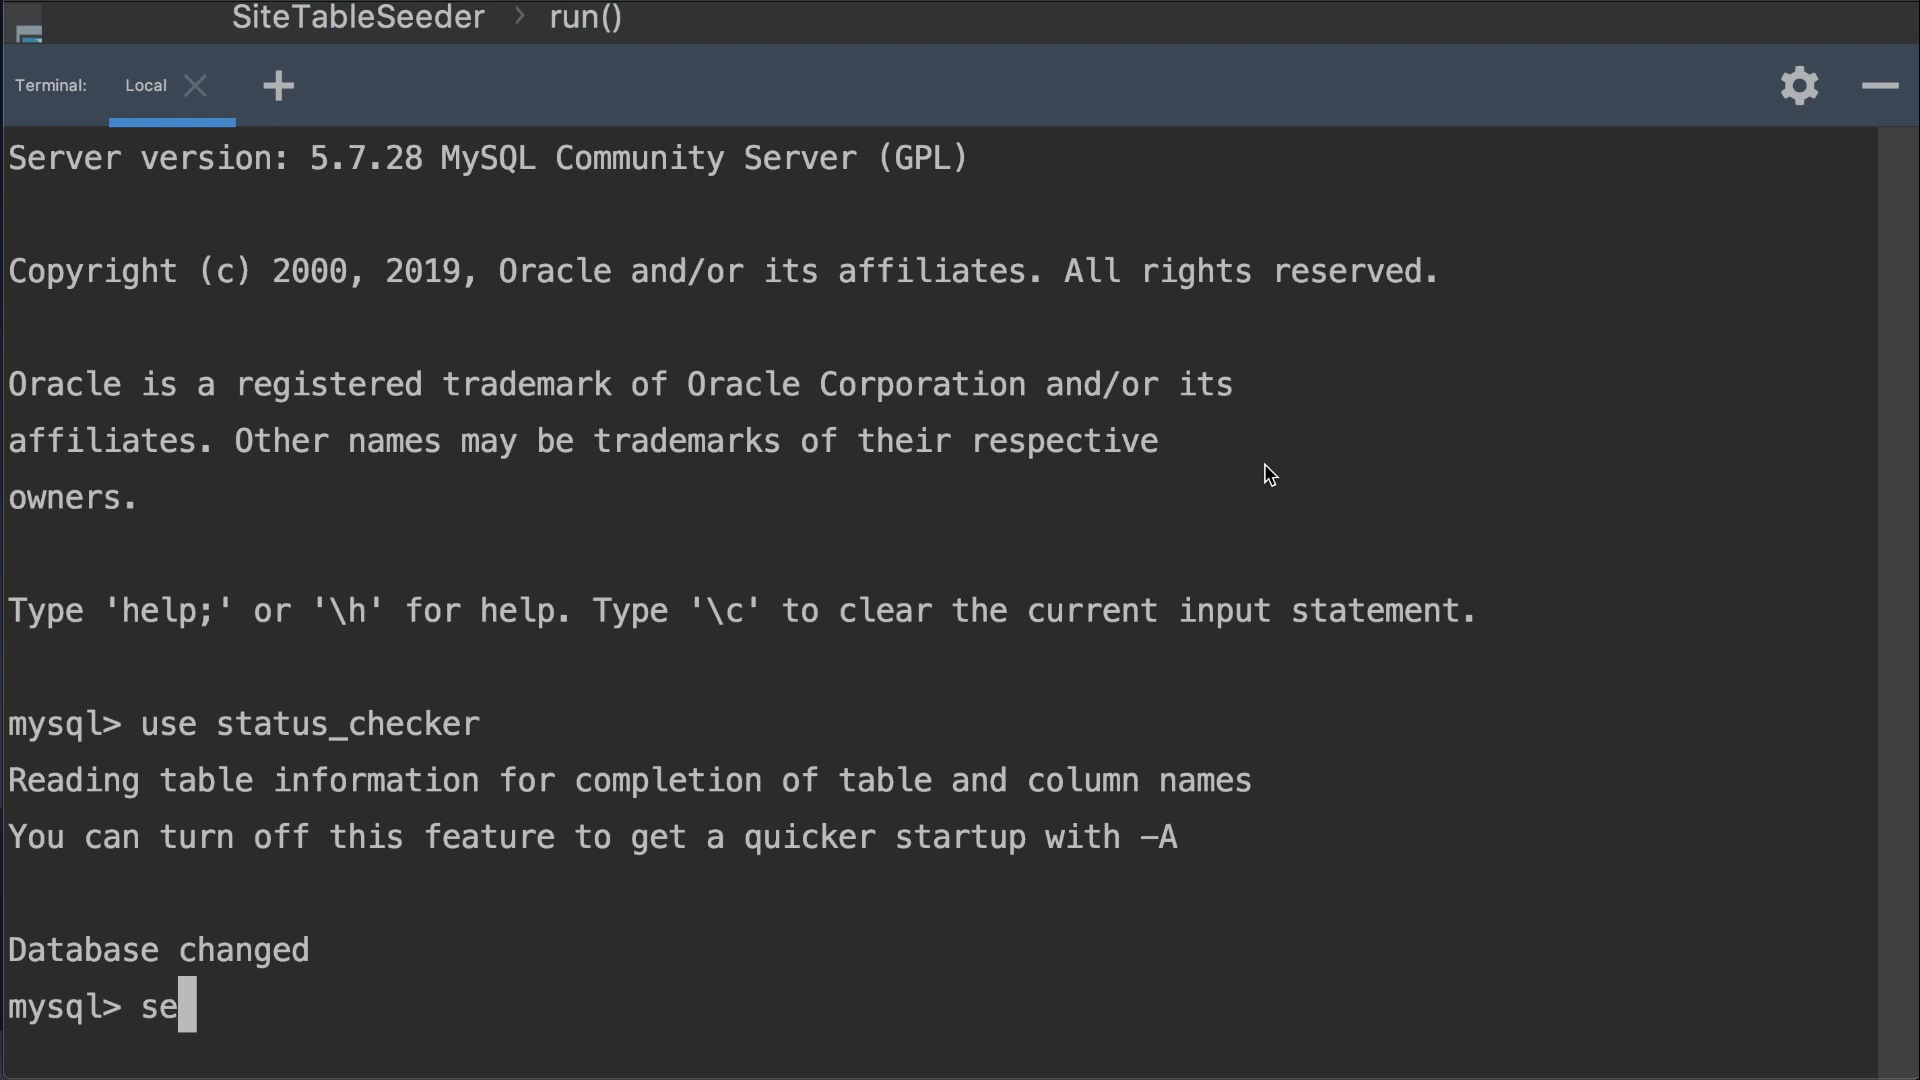 SiteTableSeeder > run()
Terminal: Local
Server version: 5.7.28 MySQL Community Server (GPL)
Copyright (c) 2000, 2019, Oracle and/or its affiliates. All rights reserved.
Oracle is a registered trademark of Oracle Corporation and/or its
affiliates. Other names may be trademarks of their respective
owners.
Type 'help;' or '\h' for help. Type '\c' to clear the current input statement.
mysql> use status_checker
Reading table information for completion of table and column names
You can turn off this feature to get a quicker startup with -A
Database changed
mysql> se